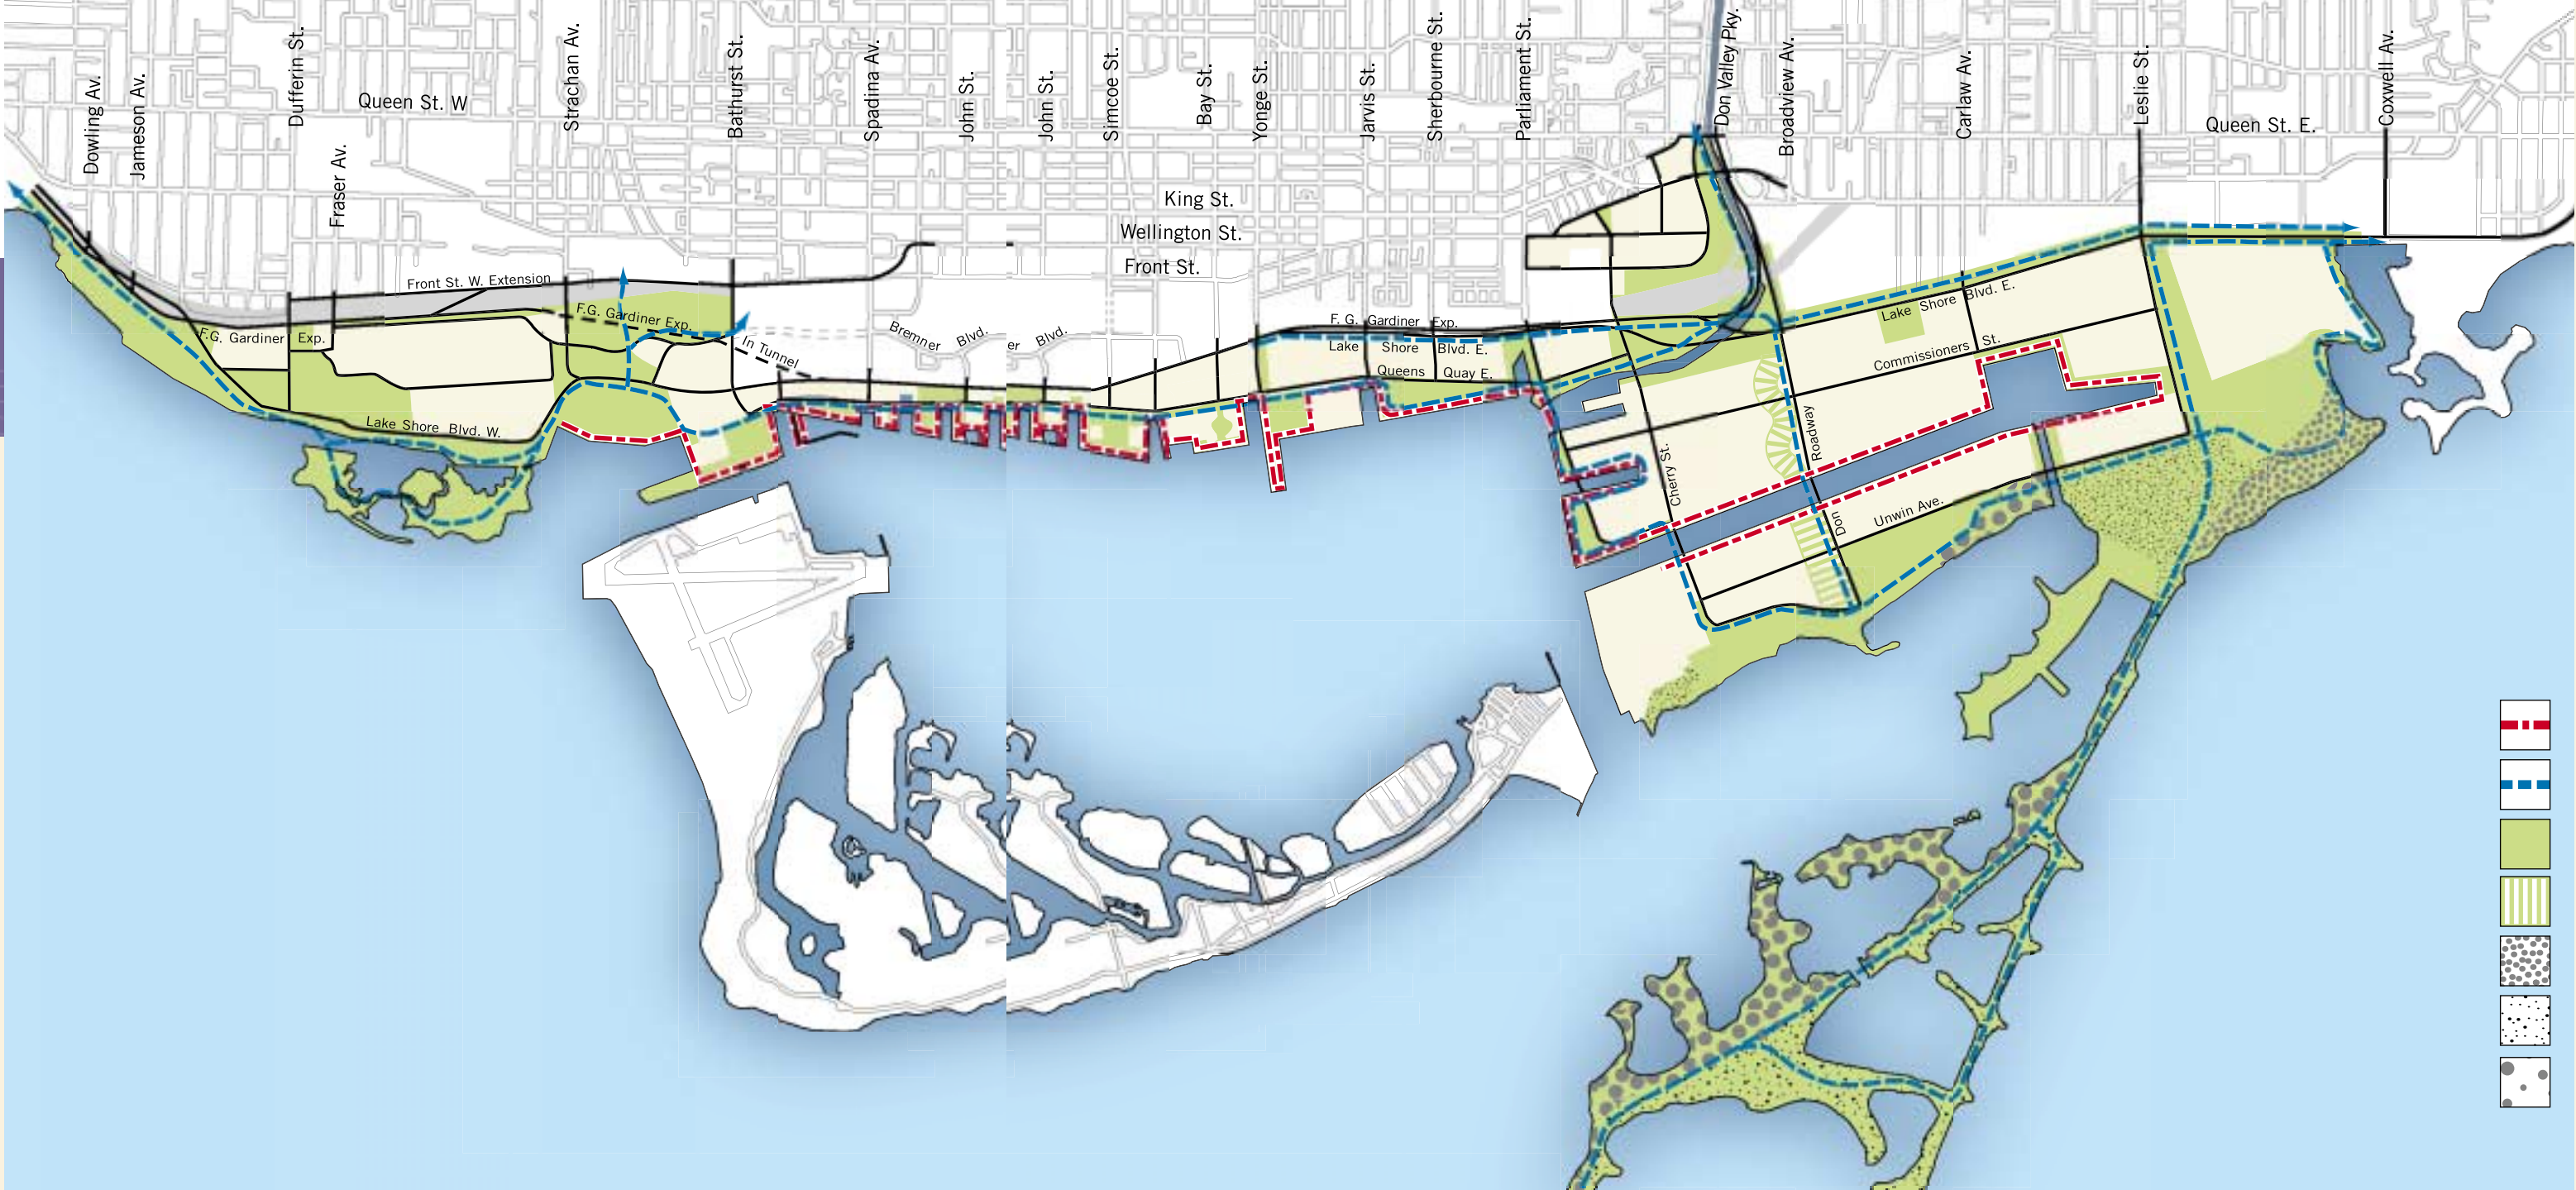 Dowling Av.
Jameson Av.
Dufferin St.
Fraser Av.
Queen St. W
Strachan Av.
Bathurst St.
Spadina Av.
John St.
John St.
Simcoe St.
Bay St.
Yonge St.
Jarvis St.
Sherbourne St.
Parliament St.
Don Valley Pky.
Broadview Av.
Carlaw Av.
Leslie St.
Queen St. E.
Coxwell Av.
King St.
Wellington St.
Front St.
Front St. W. Extension
F.G. Gardiner Exp.
F.G. Gardiner Exp.
In Tunnel
Bremner Blvd.
er Blvd.
F. G. Gardiner Exp.
Lake Shore Blvd. E.
Queens Quay E.
Lake Shore Blvd. W.
Lake Shore Blvd. E.
Commissioners St.
Cherry St.
Don Roadway
Unwin Ave.